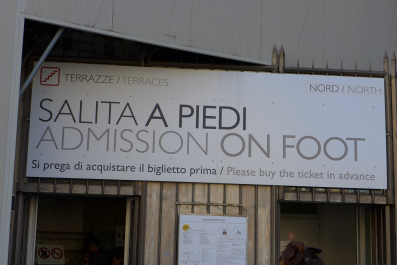 TERRAZZE / TERRACES
NORD / NORTH
SALITA A PIEDI
ADMISSION ON FOOT
Si prega di acquistare il biglietto prima / Please buy the ticket in advance